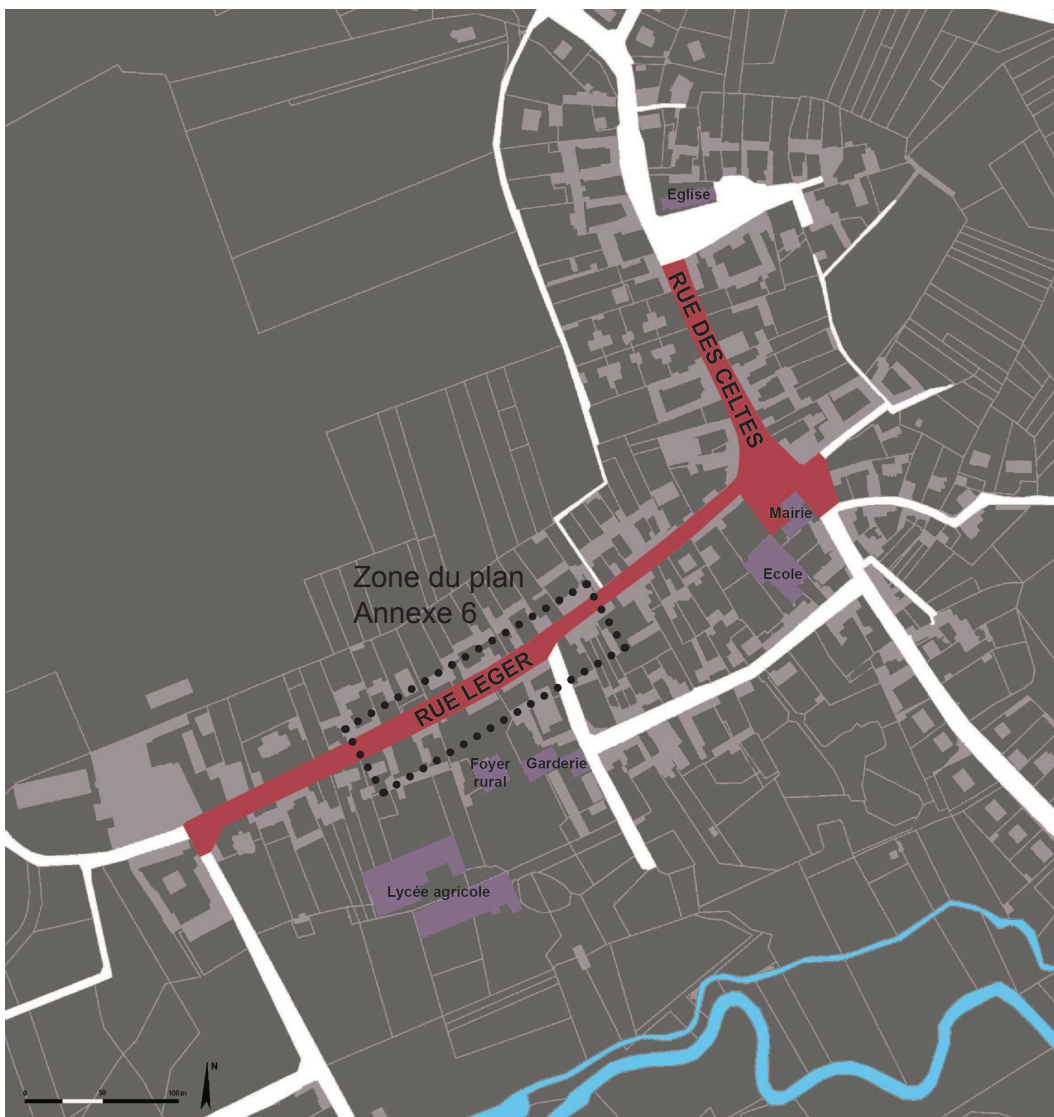 Eglise
RUE DES CELTES
Mairie
Ecole
Zone du plan
Annexe 6
RUE LEGER
Foyer
rural
Garderie
Lycée agricole
N
0 50 100 m